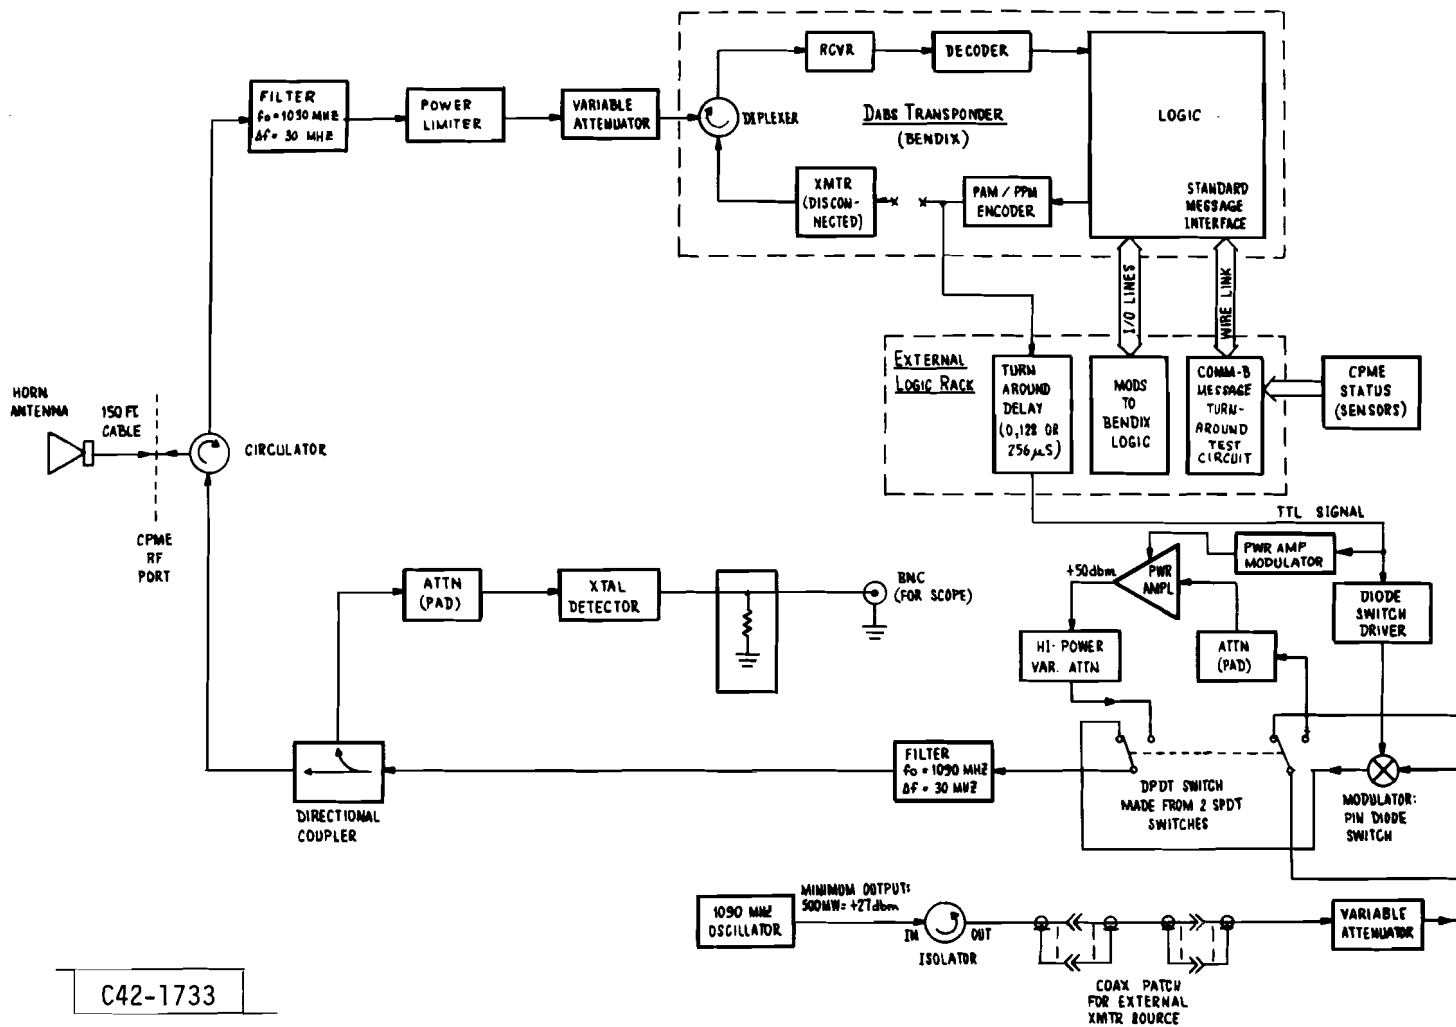 RCVR
DECODER
FILTER
fo = 1030 MHZ
Δf = 30 MHZ
POWER
LIMITER
VARIABLE
ATTENUATOR
DEPLEXER
DABS TRANSPONDER
(BENDIX)
LOGIC
XMTR
(DISCON-
NECTED)
PAM / PPM
ENCODER
STANDARD
MESSAGE
INTERFACE
I/O LINES
WIRE LINK
EXTERNAL
LOGIC RACK
TURN
AROUND
DELAY
(0,128 OR
256 μS)
MODS
TO
BENDIX
LOGIC
COMM-B
MESSAGE
TURN-
AROUND
TEST
CIRCUIT
CPME
STATUS
(SENSORS)
HORN
ANTENNA
150 FT
CABLE
CIRCULATOR
CPME
RF
PORT
TTL SIGNAL
PWR AMP
MODULATOR
+50dbm
PWR
AMPL
DIODE
SWITCH
DRIVER
ATTN
(PAD)
XTAL
DETECTOR
BNC
(FOR SCOPE)
HI-POWER
VAR. ATTN
ATTN
(PAD)
FILTER
fo = 1090 MHZ
Δf = 30 MHZ
DPDT SWITCH
MADE FROM 2 SPDT
SWITCHES
MODULATOR:
PIN DIODE
SWITCH
DIRECTIONAL
COUPLER
1090 MHZ
OSCILLATOR
MINIMUM OUTPUT:
500MW = +27dbm
IN
OUT
ISOLATOR
COAX PATCH
FOR EXTERNAL
XMTR SOURCE
VARIABLE
ATTENUATOR
C42-1733